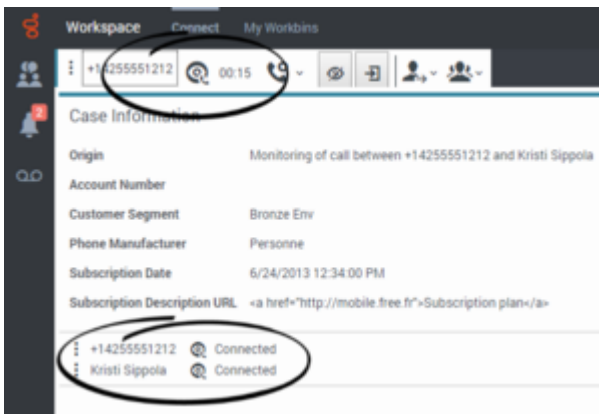 Workspace Connect My Workbins
+14255551212 00:15
2
Case Information
Origin Monitoring of call between +14255551212 and Kristi Sippola
Account Number
Customer Segment Bronze Env
Phone Manufacturer Personne
Subscription Date 6/24/2013 12:34:00 PM
Subscription Description URL <a href="http://mobile.free.fr">Subscription plan</a>
+14255551212 Connected
Kristi Sippola Connected